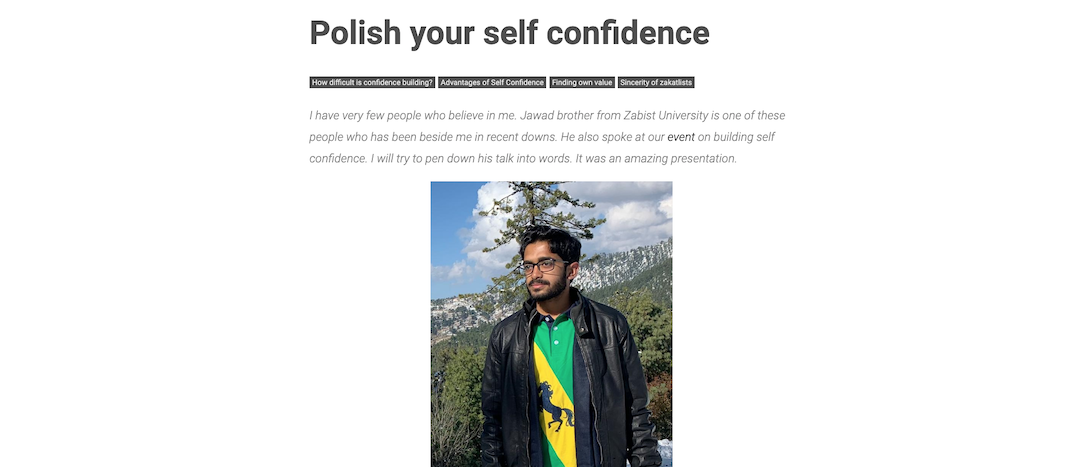 Polish your self confidence
How difficult is confidence building? Advantages of Self Confidence Finding own value Sincerity of zakatlists
I have very few people who believe in me. Jawad brother from Zabist University is one of these
people who has been beside me in recent downs. He also spoke at our event on building self
confidence. I will try to pen down his talk into words. It was an amazing presentation.